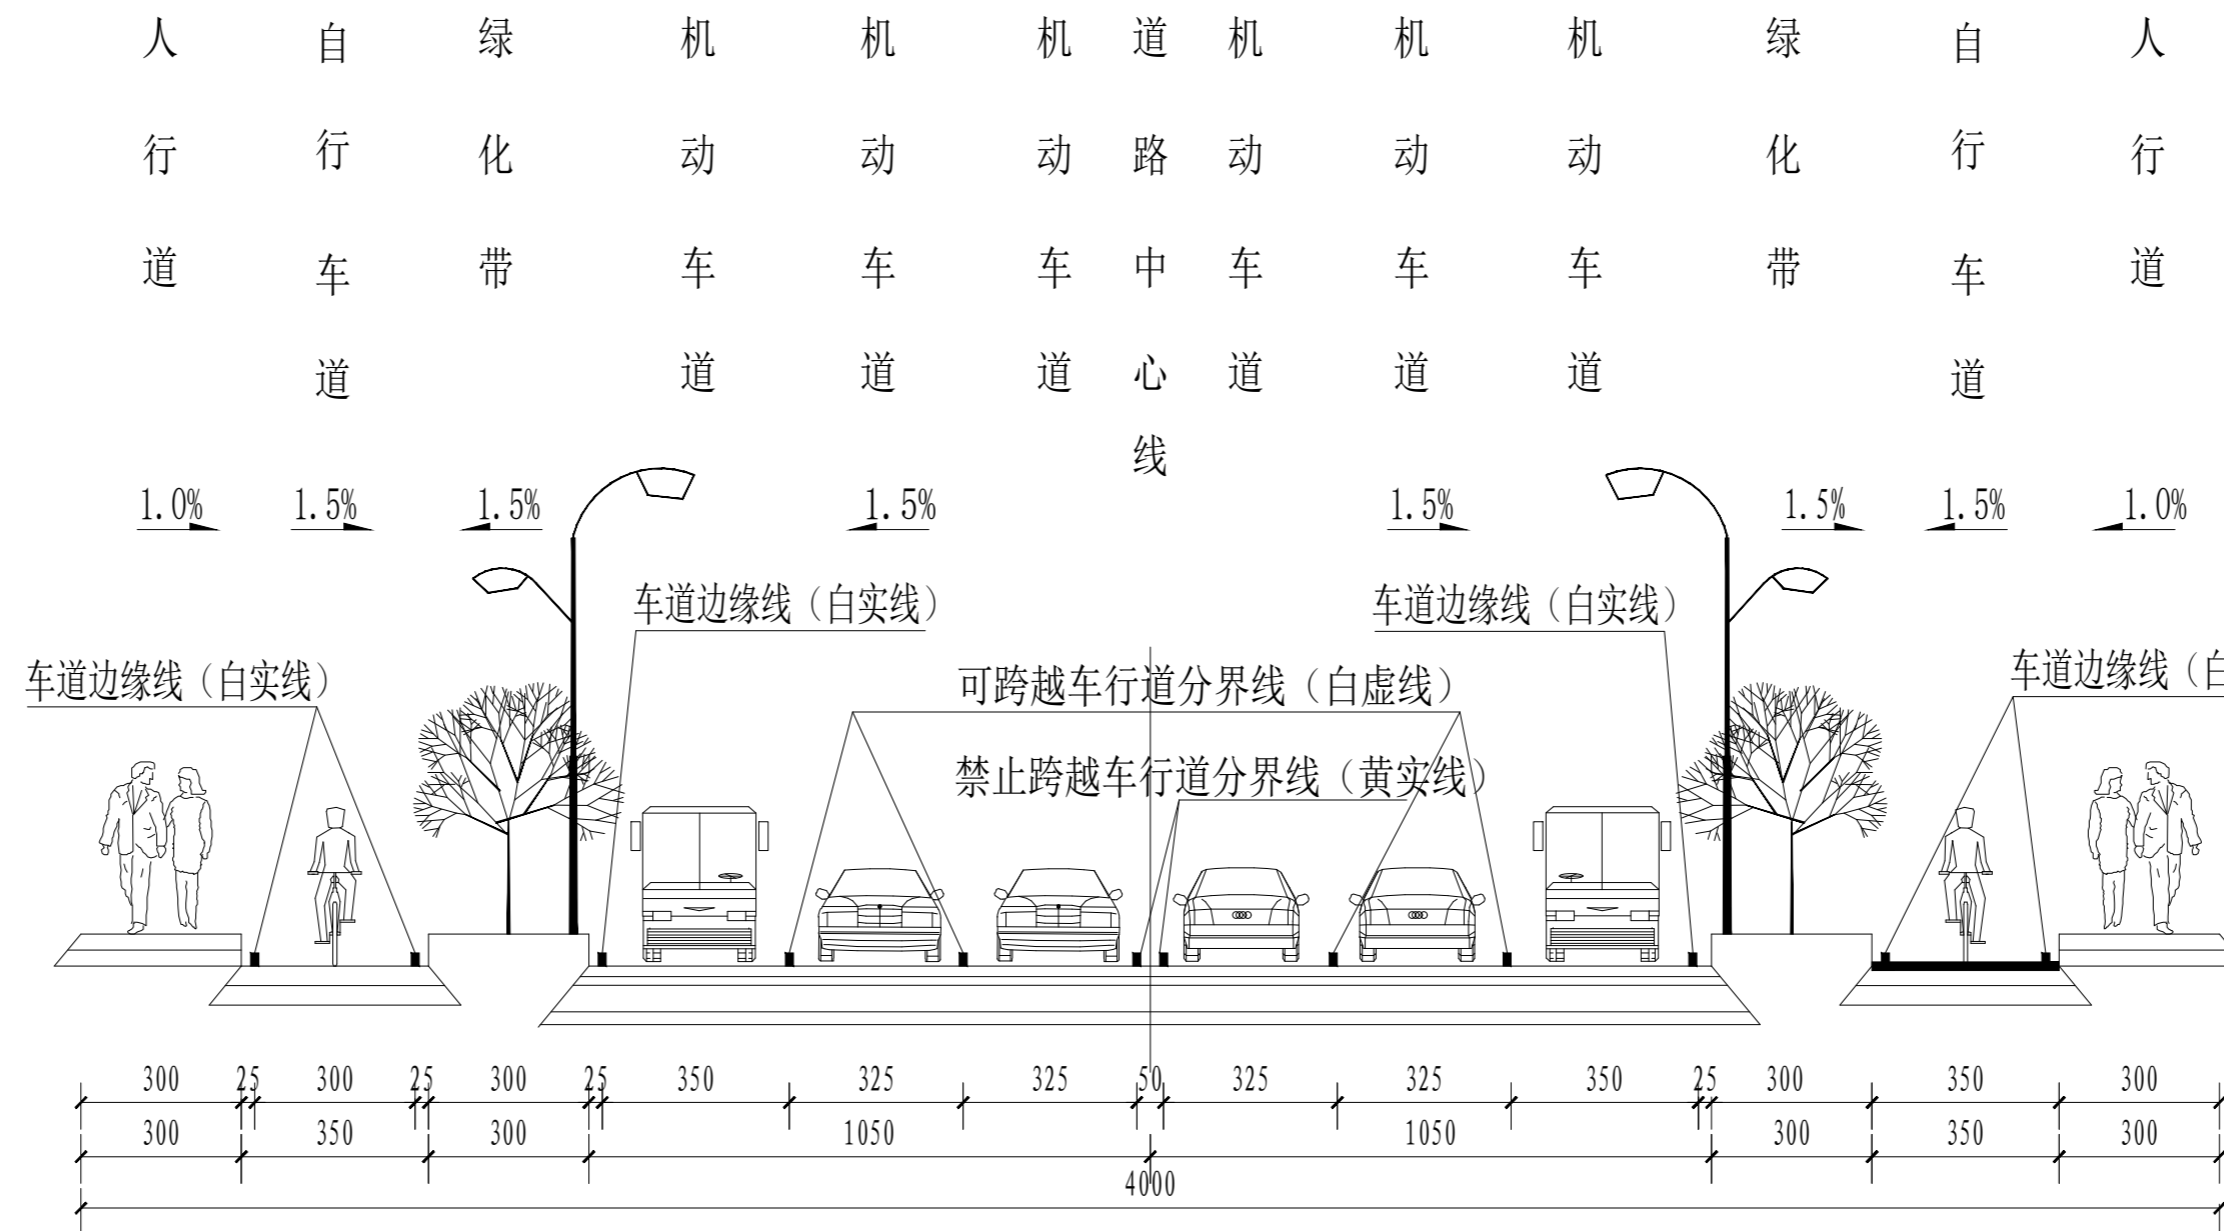 人行道
自行车道
绿化带
机动车道
机动车道
机动车道
道路中心线
机动车道
机动车道
机动车道
绿化带
自行车道
人行道
1.0%
1.5%
1.5%
1.5%
1.5%
1.5%
1.5%
1.0%
车道边缘线（白实线）
车道边缘线（白实线）
车道边缘线（白实线）
车道边缘线（白
可跨越车行道分界线（白虚线）
禁止跨越车行道分界线（黄实线）
300 25 300 25 300 25 350 325 325 50 325 325 350 25 300 350 300
300 350 300 1050 1050 300 350 300
4000